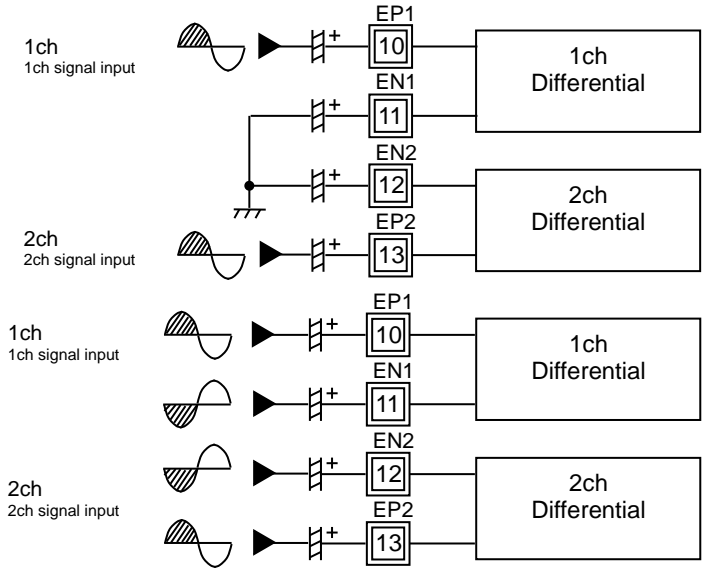 EP1
1ch
1ch signal input
+
10
1ch
Differential
EN1
+
11
EN2
+
12
2ch
Differential
2ch
2ch signal input
EP2
+
13
EP1
1ch
1ch signal input
+
10
1ch
Differential
EN1
+
11
EN2
+
12
2ch
Differential
2ch
2ch signal input
EP2
+
13